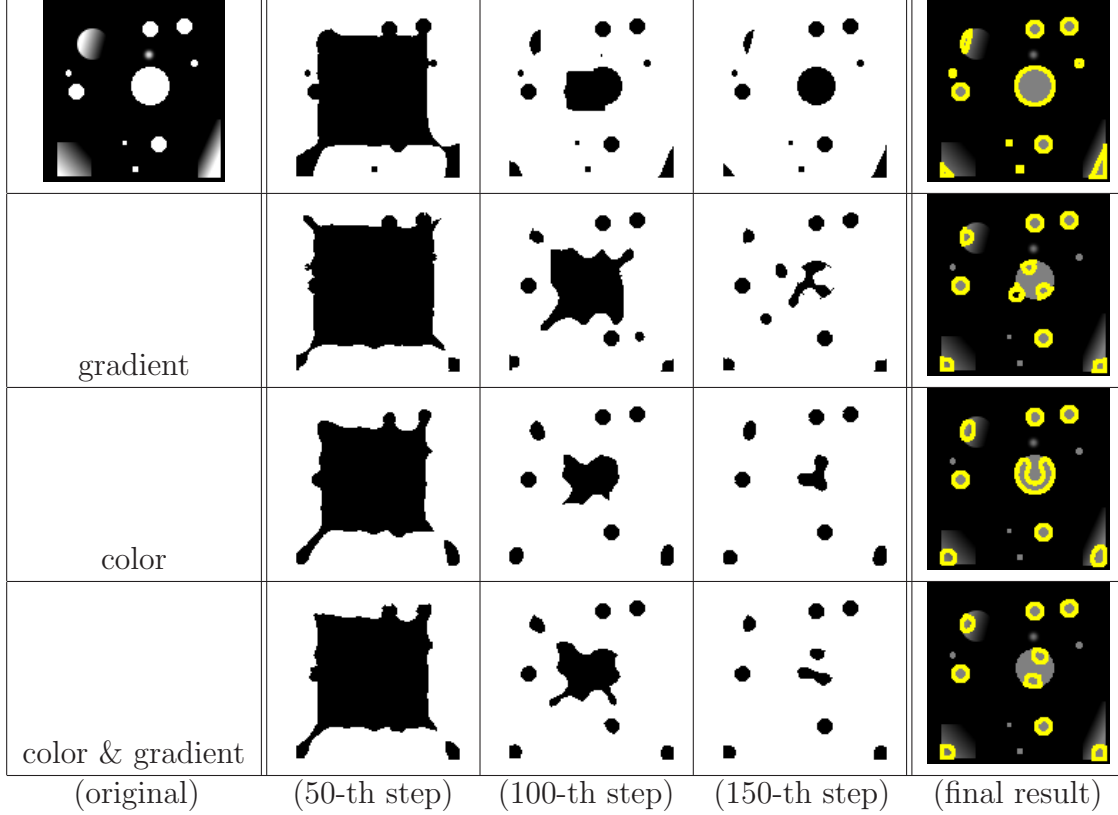 gradient
color
color & gradient
(original) (50-th step) (100-th step) (150-th step) (final result)